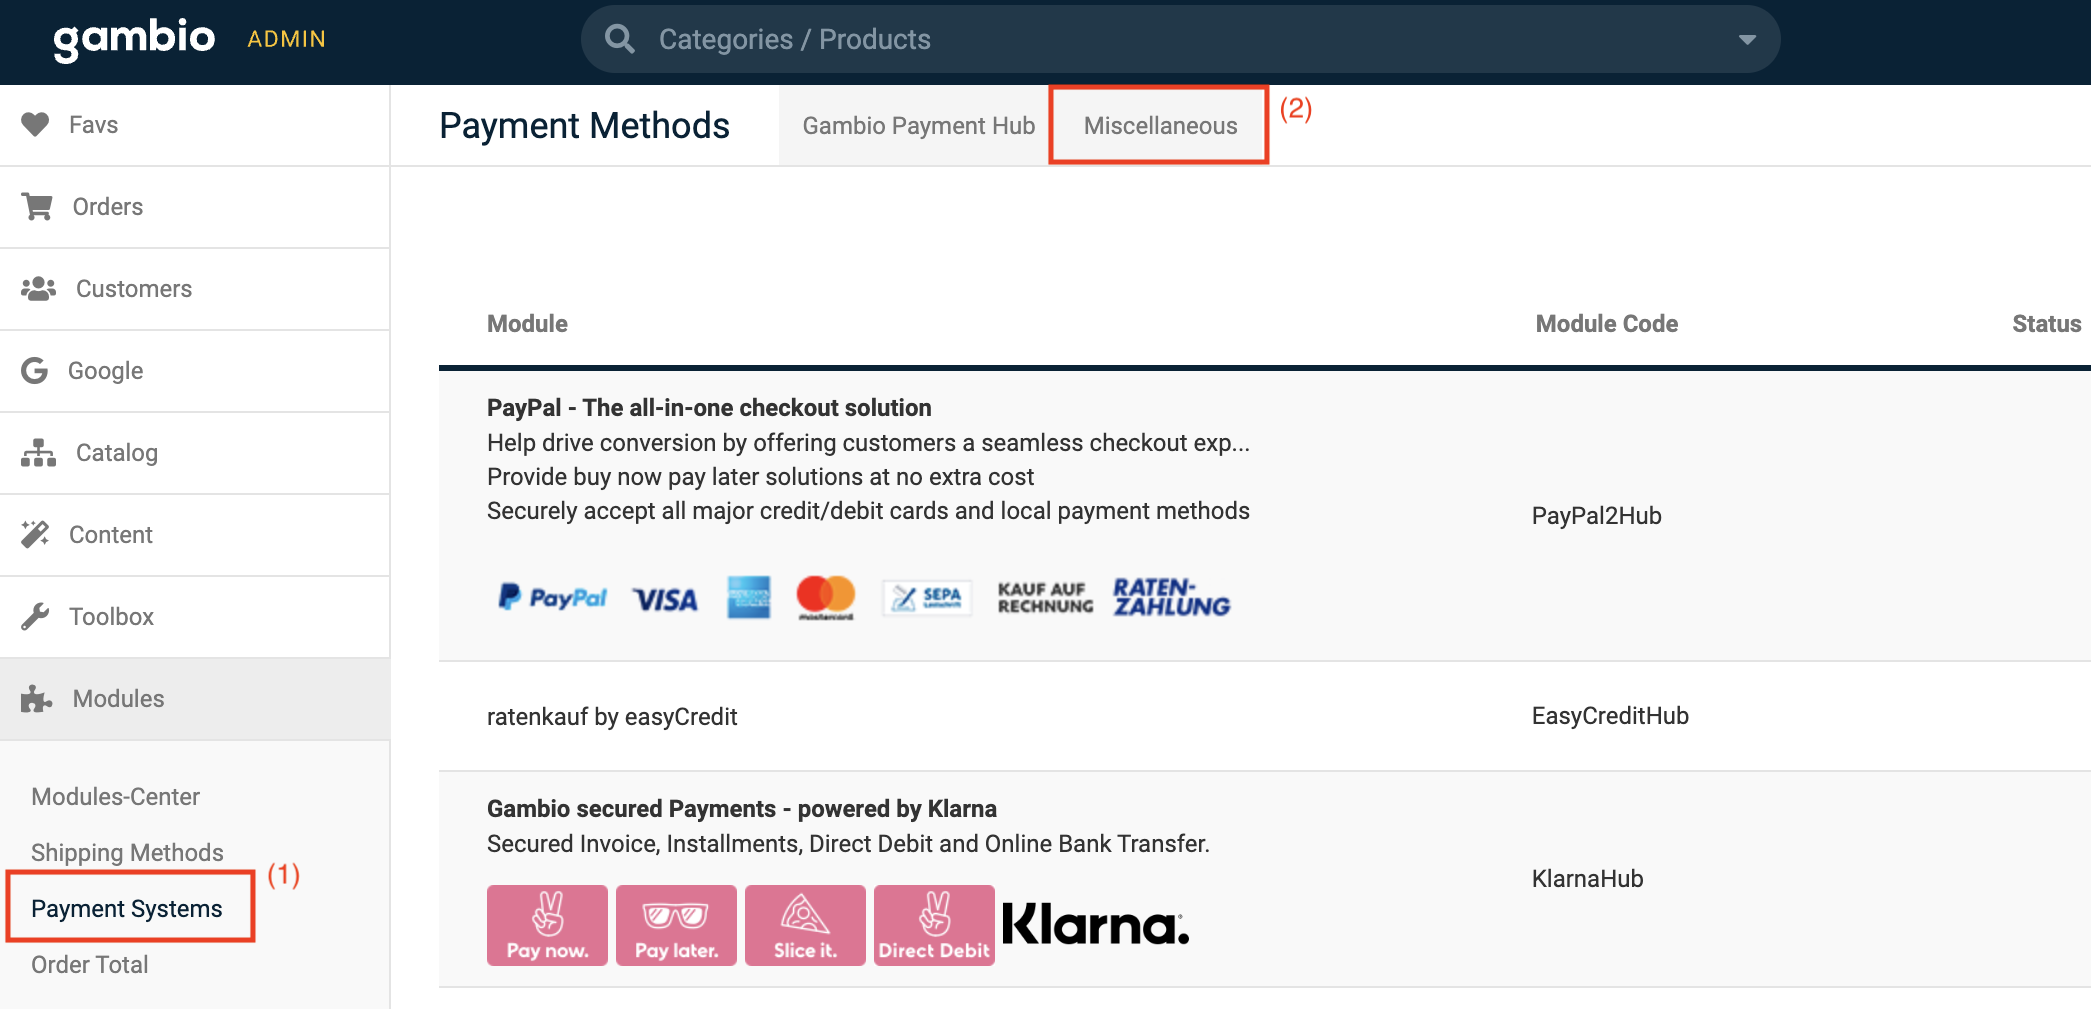 gambio ADMIN
Categories / Products
Favs
Orders
Customers
Google
Catalog
Content
Toolbox
Modules
Modules-Center
Shipping Methods
(1)
Payment Systems
Order Total
Payment Methods
Gambio Payment Hub
Miscellaneous
(2)
Module
Module Code
Status
PayPal - The all-in-one checkout solution
Help drive conversion by offering customers a seamless checkout exp...
Provide buy now pay later solutions at no extra cost
Securely accept all major credit/debit cards and local payment methods
PayPal2Hub
PayPal
VISA
mastercard
SEPA
KAUF AUF
RECHNUNG
RATEN-
ZAHLUNG
ratenkauf by easyCredit
EasyCreditHub
Gambio secured Payments - powered by Klarna
Secured Invoice, Installments, Direct Debit and Online Bank Transfer.
KlarnaHub
Pay now.
Pay later.
Slice it.
Direct Debit
Klarna.